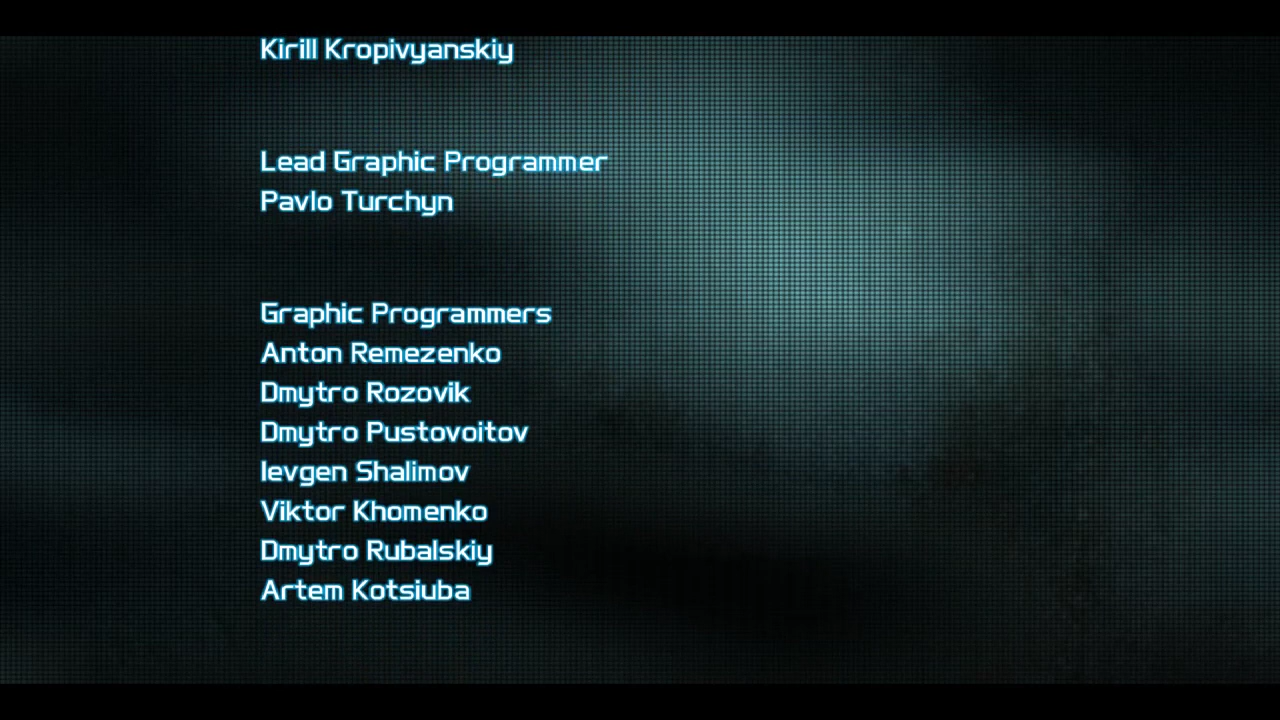 Kirill Kropivyanskiy
Lead Graphic Programmer
Pavlo Turchyn
Graphic Programmers
Anton Remezenko
Dmytro Rozovik
Dmytro Pustovoitov
Ievgen Shalimov
Viktor Khomenko
Dmytro Rubalskiy
Artem Kotsiuba